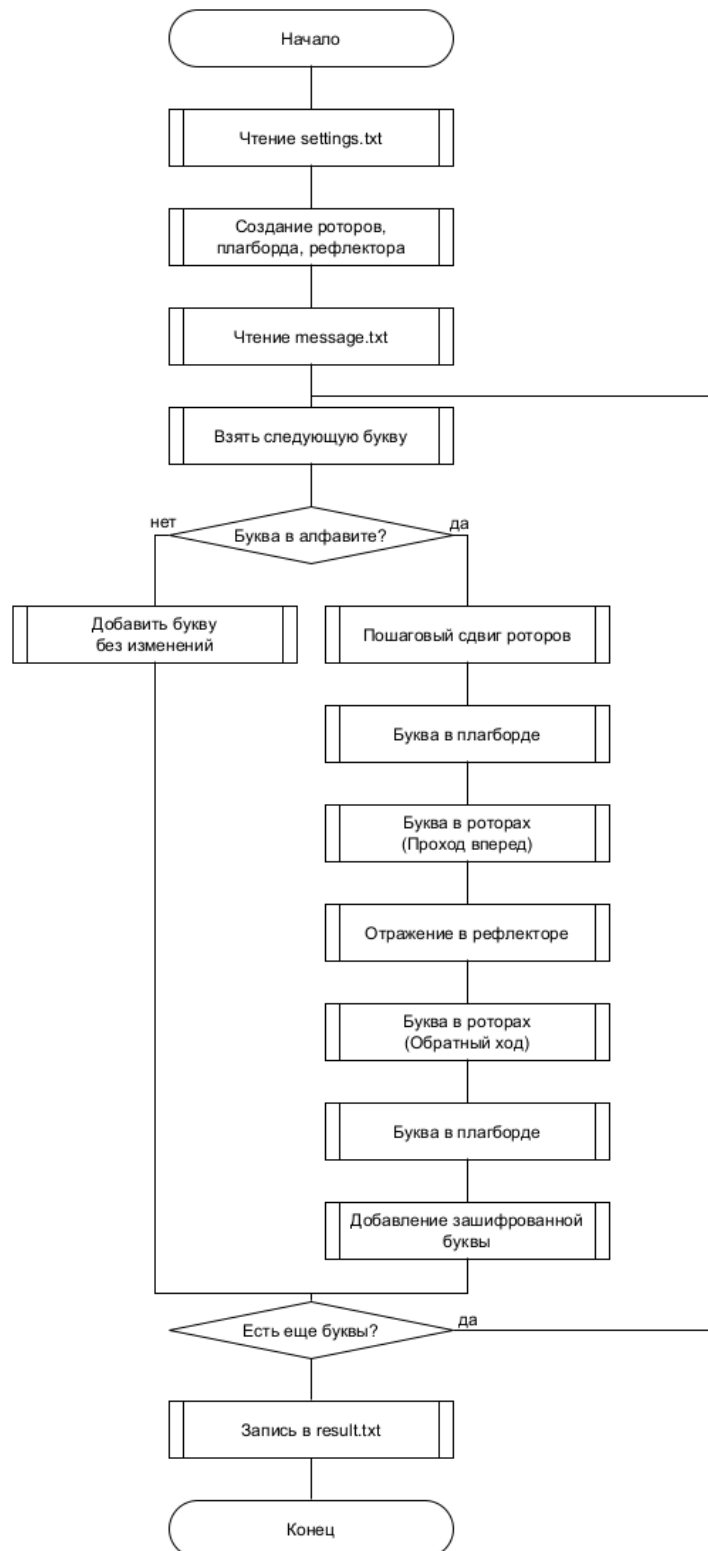 Начало
Чтение settings.txt
Создание роторов,
плагборда, рефлектора
Чтение message.txt
Взять следующую букву
нет
Буква в алфавите?
да
Добавить букву
без изменений
Пошаговый сдвиг роторов
Буква в плагборде
Буква в роторах
(Проход вперед)
Отражение в рефлекторе
Буква в роторах
(Обратный ход)
Буква в плагборде
Добавление зашифрованной
буквы
Есть еще буквы?
да
Запись в result.txt
Конец